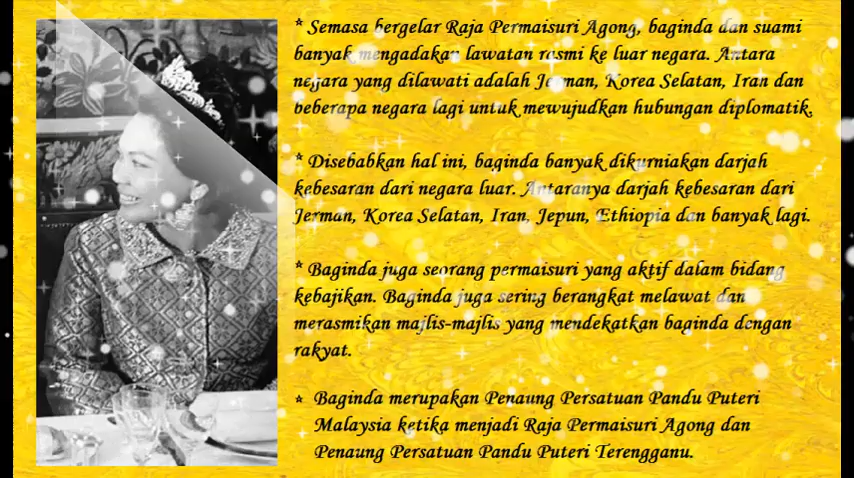 * Semasa bergelar Raja Permaisuri Agong, baginda dan suami
banyak mengadakan lawatan rasmi ke luar negara. Antara
negara yang dilawati adalah Jerman, Korea Selatan, Iran dan
beberapa negara lagi untuk mewujudkan hubungan diplomatik.
* Disebabkan hal ini, baginda banyak dikurniakan darjah
kebesaran dari negara luar. Antaranya darjah kebesaran dari
Jerman, Korea Selatan, Iran, Jepun, Ethiopia dan banyak lagi.
* Baginda juga seorang permaisuri yang aktif dalam bidang
kebajikan. Baginda juga sering berangkat melawat dan
merasmikan majlis-majlis yang mendekatkan baginda dengan
rakyat.
* Baginda merupakan Penaung Persatuan Pandu Puteri
Malaysia ketika menjadi Raja Permaisuri Agong dan
Penaung Persatuan Pandu Puteri Terengganu.